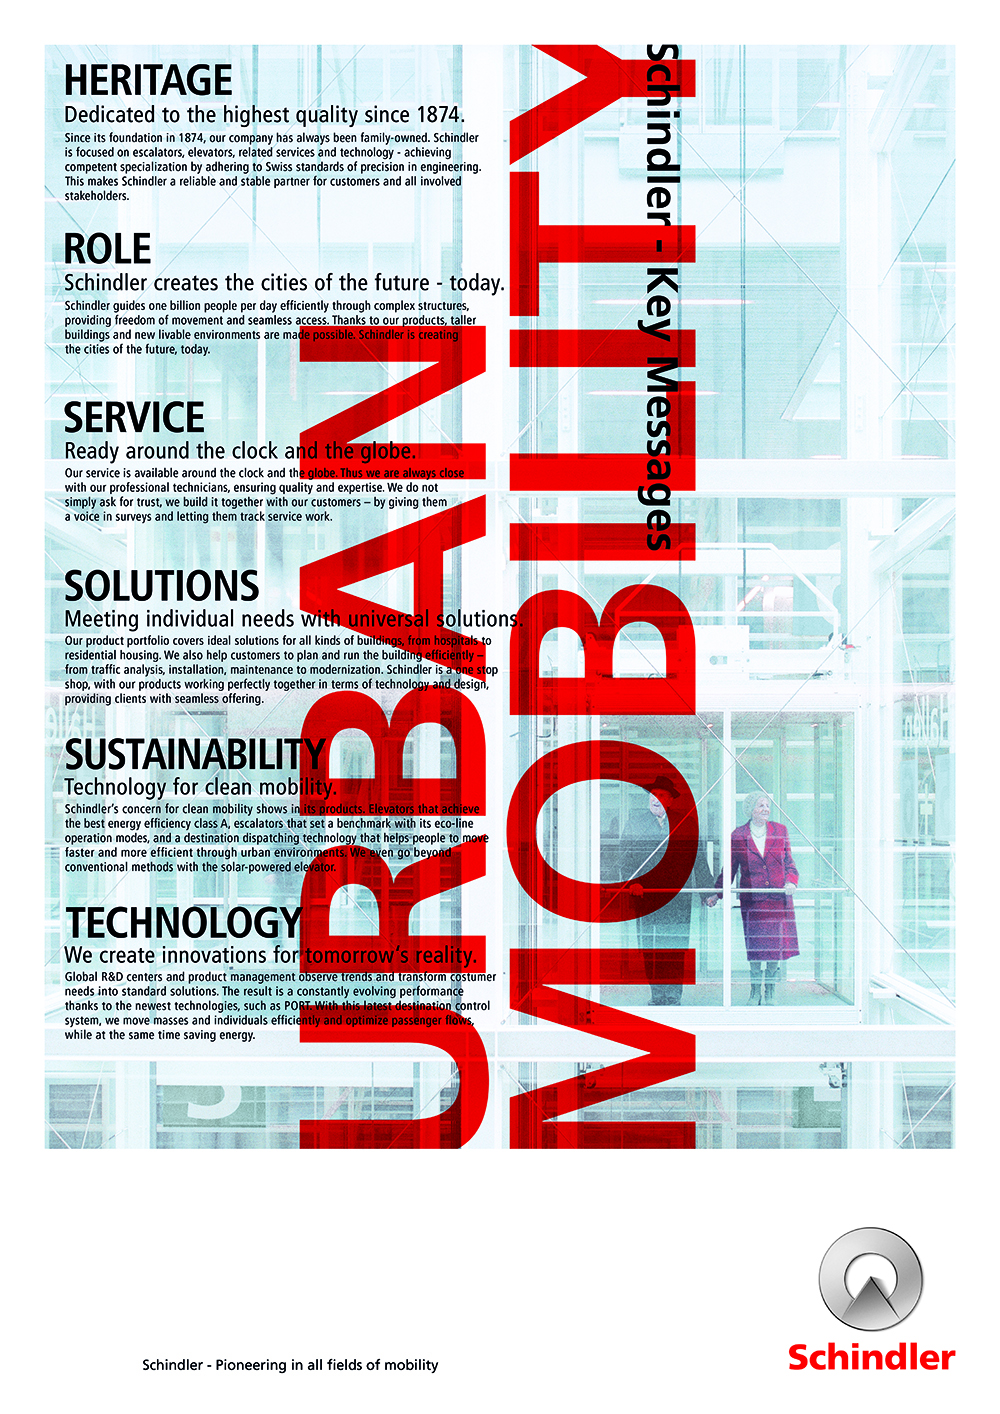 HERITAGE
Dedicated to the highest quality since 1874.
Since its foundation in 1874, our company has always been family-owned. Schindler
is focused on escalators, elevators, related services and technology - achieving
competent specialization by adhering to Swiss standards of precision in engineering.
This makes Schindler a reliable and stable partner for customers and all involved
stakeholders.
ROLE
Schindler creates the cities of the future - today.
Schindler guides one billion people per day efficiently through complex structures,
providing freedom of movement and seamless access. Thanks to our products, taller
buildings and new livable environments are made possible. Schindler is creating
the cities of the future, today.
SERVICE
Ready around the clock and the globe.
Our service is available around the clock and the globe. Thus we are always close
with our professional technicians, ensuring quality and expertise. We do not
simply ask for trust, we build it together with our customers – by giving them
a voice in surveys and letting them track service work.
SOLUTIONS
Meeting individual needs with universal solutions.
Our product portfolio covers ideal solutions for all kinds of buildings, from hospitals to
residential housing. We also help customers to plan and run the building efficiently –
from traffic analysis, installation, maintenance to modernization. Schindler is a one stop
shop, with our products working perfectly together in terms of technology and design,
providing clients with seamless offering.
SUSTAINABILITY
Technology for clean mobility.
Schindler's concern for clean mobility shows in its products. Elevators that achieve
the best energy efficiency class A, escalators that set a benchmark with its eco-line
operation modes, and a destination dispatching technology that helps people to move
faster and more efficient through urban environments. We even go beyond
conventional methods with the solar-powered elevator.
TECHNOLOGY
We create innovations for tomorrow's reality.
Global R&D centers and product management observe trends and transform costumer
needs into standard solutions. The result is a constantly evolving performance
thanks to the newest technologies, such as PORT. With this latest destination control
system, we move masses and individuals efficiently and optimize passenger flows,
while at the same time saving energy.
URBAN
MOBILITY
Schindler - Key Messages
Schindler - Pioneering in all fields of mobility
Schindler